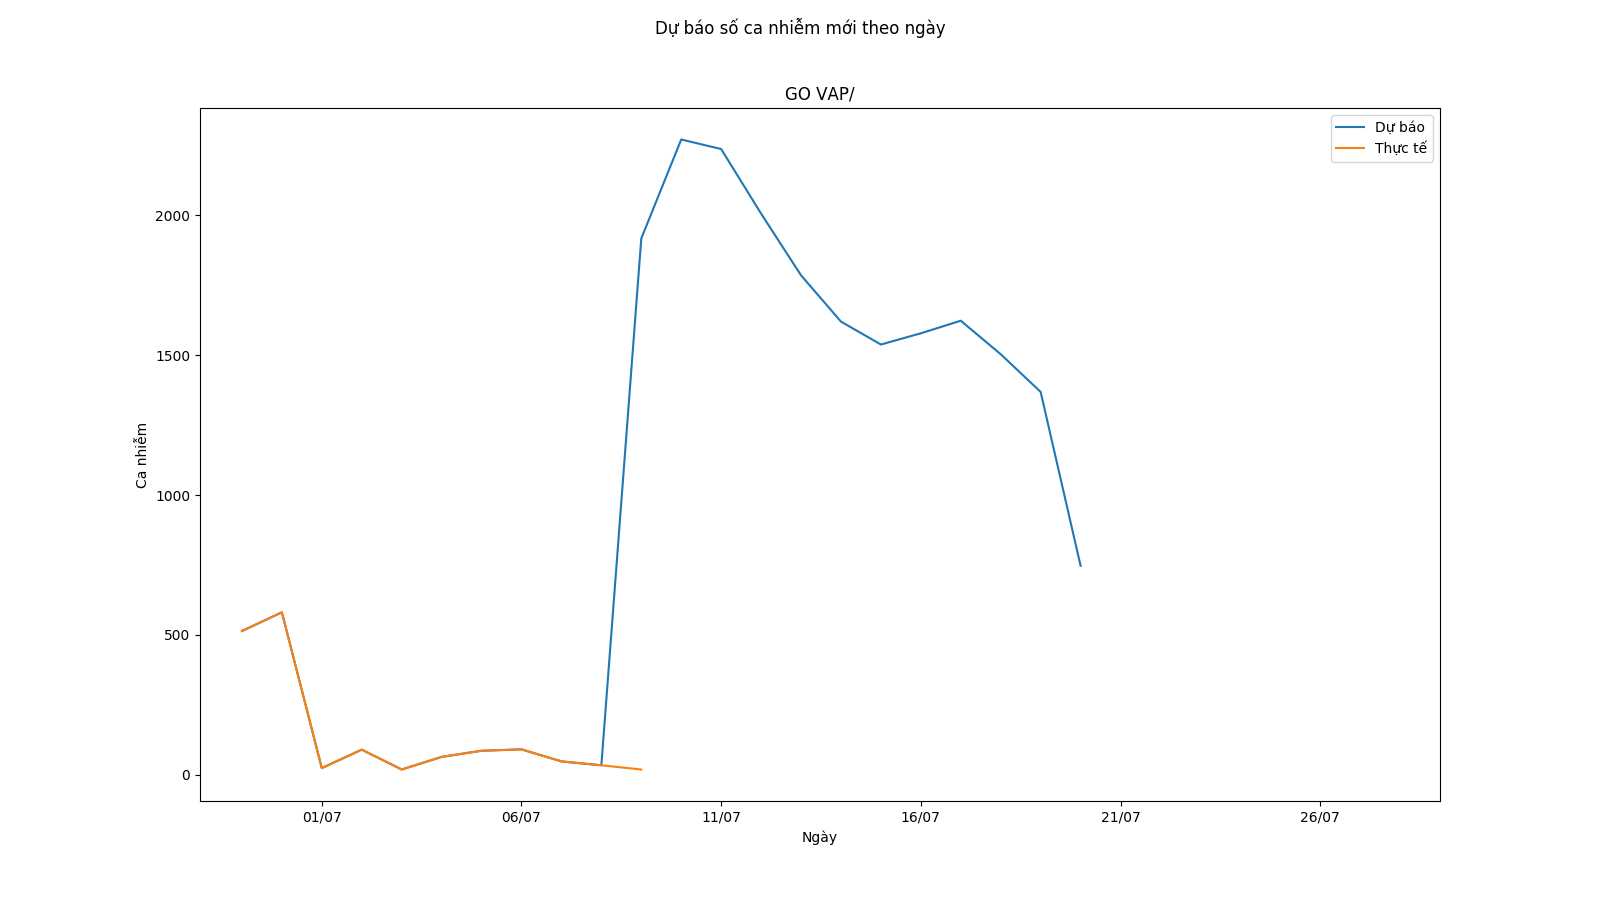 Dự báo số ca nhiễm mới theo ngày
GO VAP/
Dự báo
Thực tế
2000
1500
1000
500
0
Ca nhiễm
01/07
06/07
11/07
16/07
21/07
26/07
Ngày